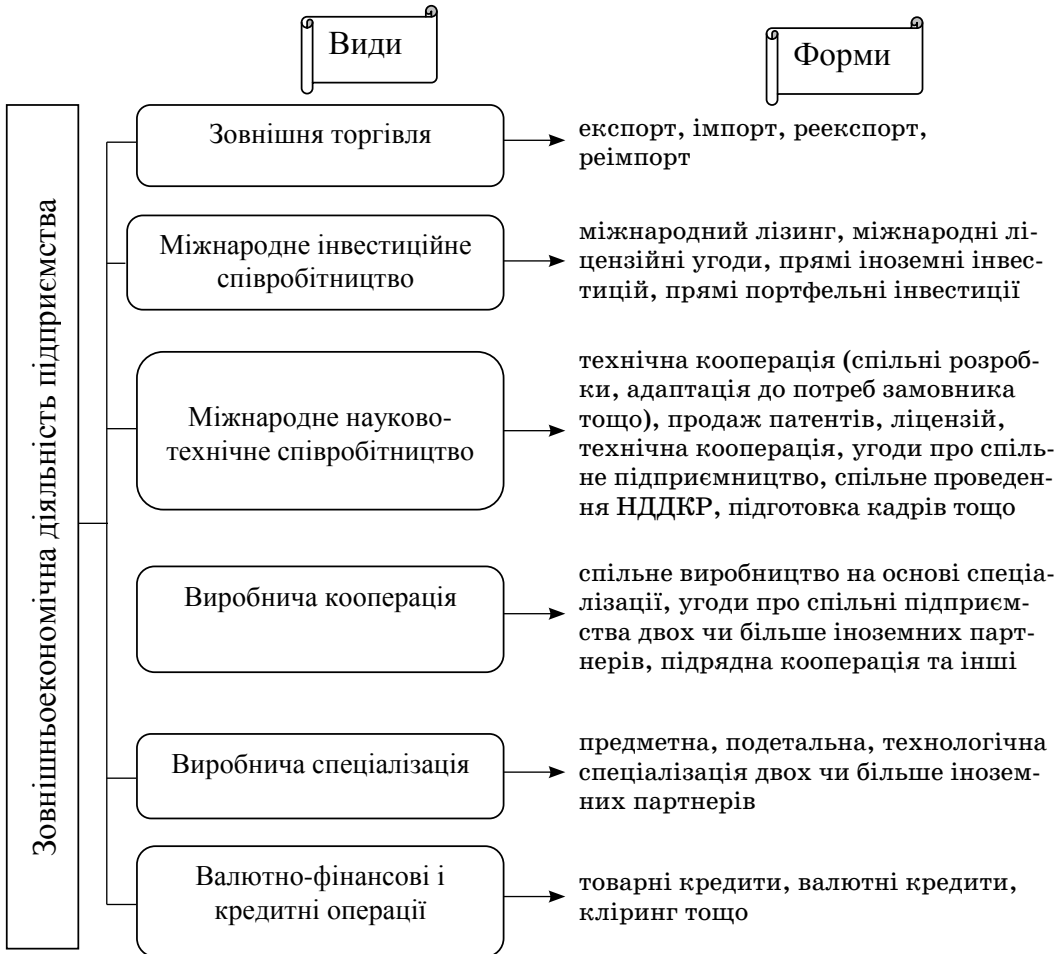 Види
Форми
Зовнішньоекономічна діяльність підприємства
Зовнішня торгівля
експорт, імпорт, реекспорт,
реімпорт
Міжнародне інвестиційне
співробітництво
міжнародний лізинг, міжнародні лі-
цензійні угоди, прямі іноземні інвес-
тицій, прямі портфельні інвестиції
Міжнародне науково-
технічне співробітництво
технічна кооперація (спільні розроб-
ки, адаптація до потреб замовника
тощо), продаж патентів, ліцензій,
технічна кооперація, угоди про спіль-
не підприємництво, спільне проведен-
ня НДДКР, підготовка кадрів тощо
Виробнича кооперація
спільне виробництво на основі спеціа-
лізації, угоди про спільні підприєм-
ства двох чи більше іноземних парт-
нерів, підрядна кооперація та інші
Виробнича спеціалізація
предметна, подетальна, технологічна
спеціалізація двох чи більше інозем-
них партнерів
Валютно-фінансові і
кредитні операції
товарні кредити, валютні кредити,
кліринг тощо